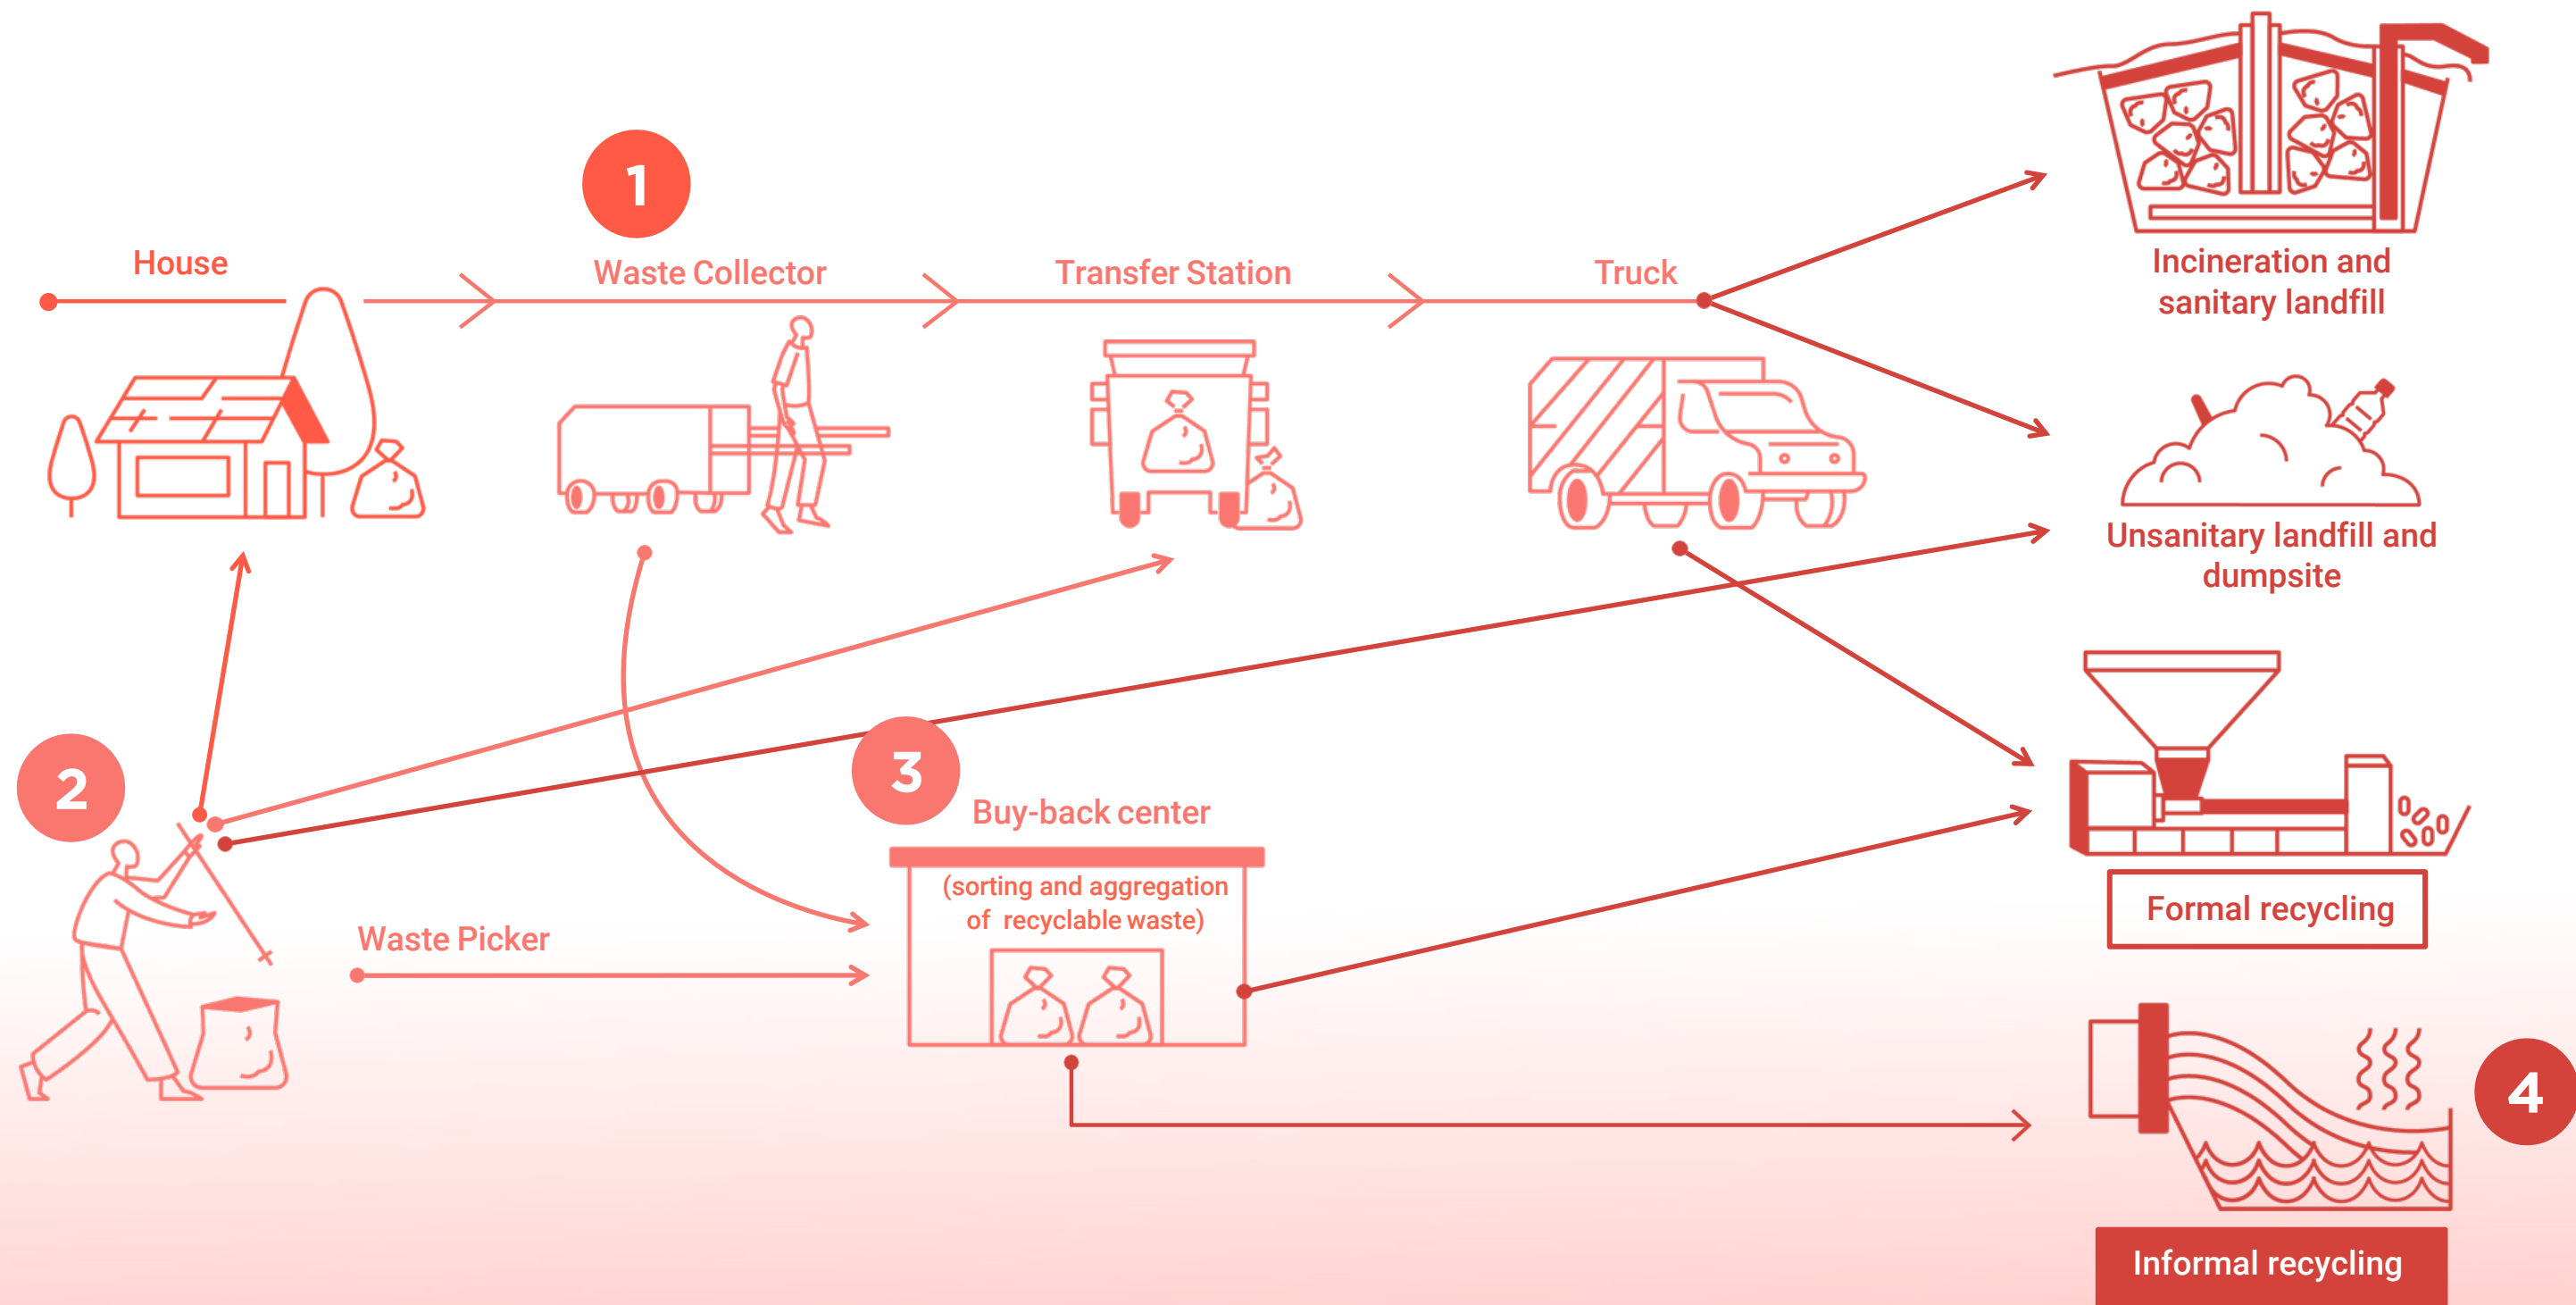 1
House
Waste Collector
Transfer Station
Truck
Incineration and
sanitary landfill
Unsanitary landfill and
dumpsite
2
Waste Picker
3
Buy-back center
(sorting and aggregation
of recyclable waste)
Formal recycling
4
Informal recycling